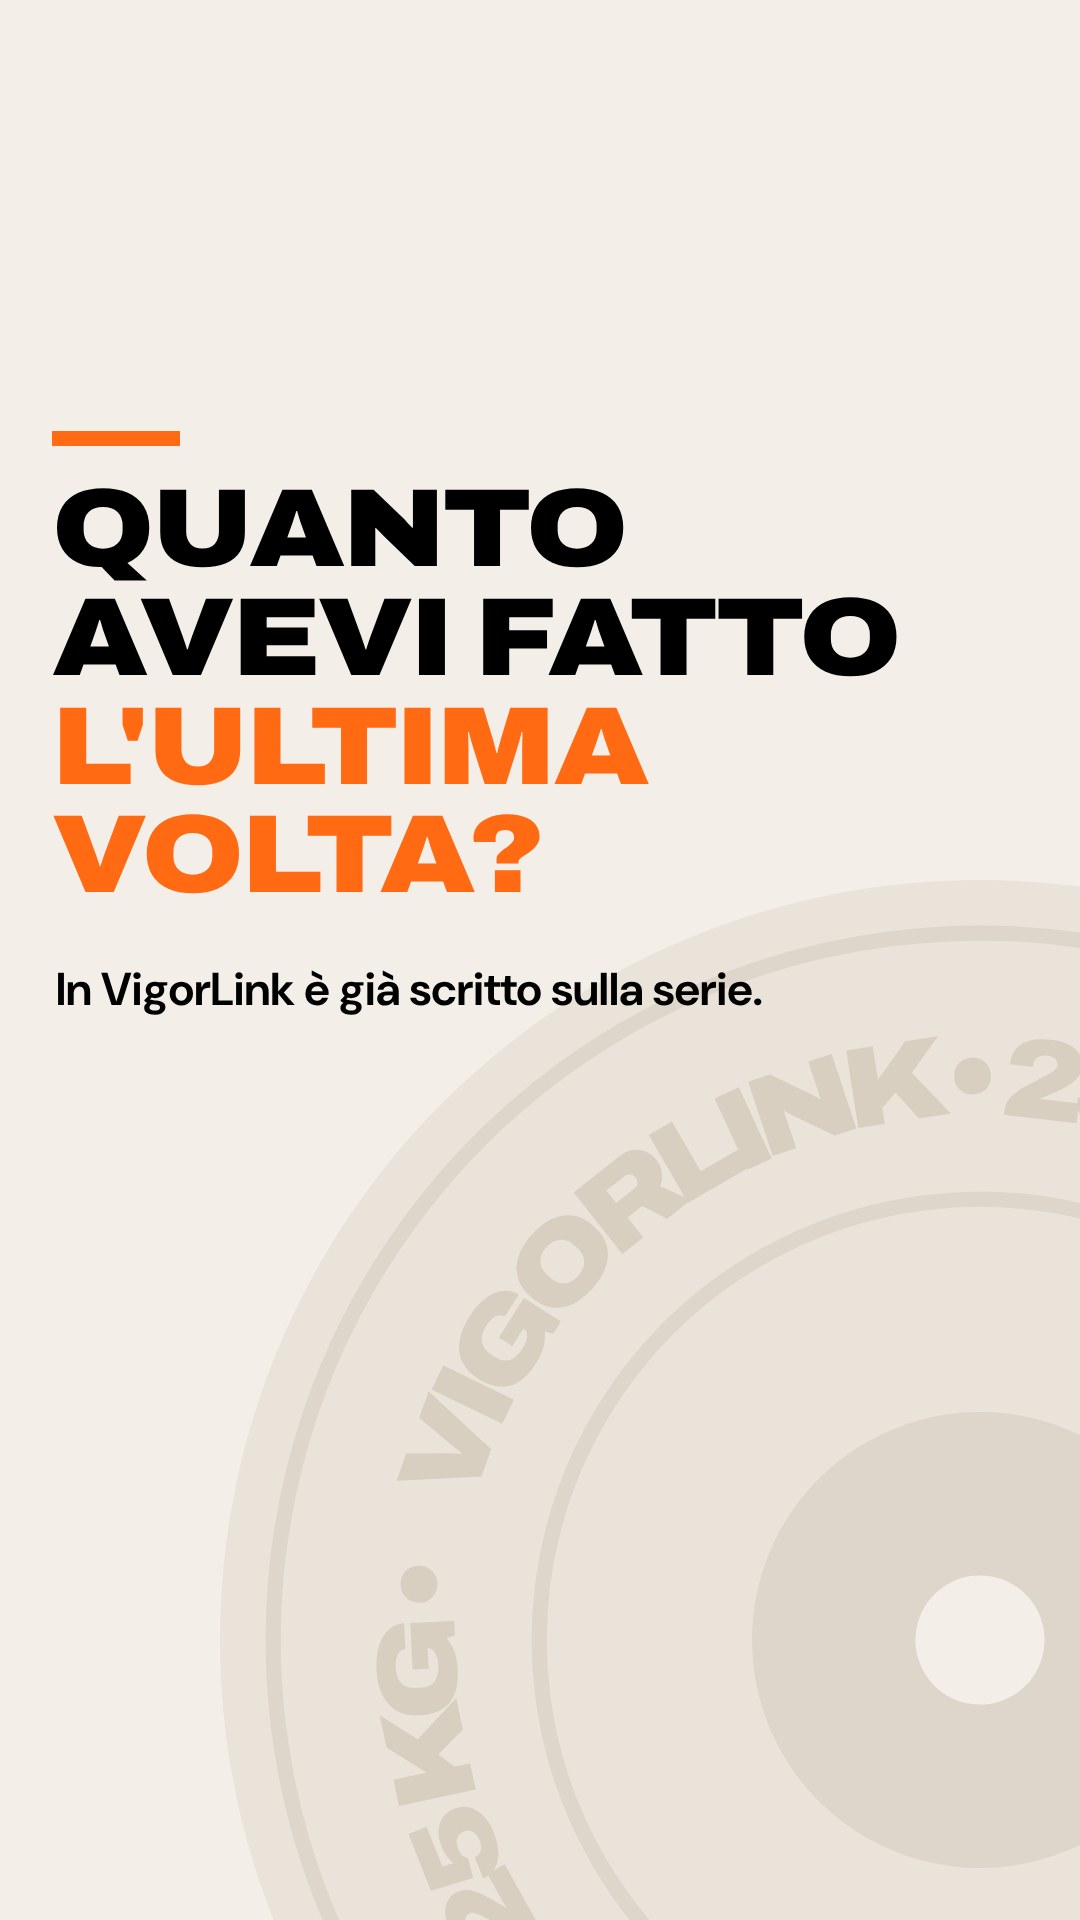 QUANTO
AVEVI FATTO
L'ULTIMA
VOLTA?
In VigorLink è già scritto sulla serie.
VIGORLINK • 2
25 KG •